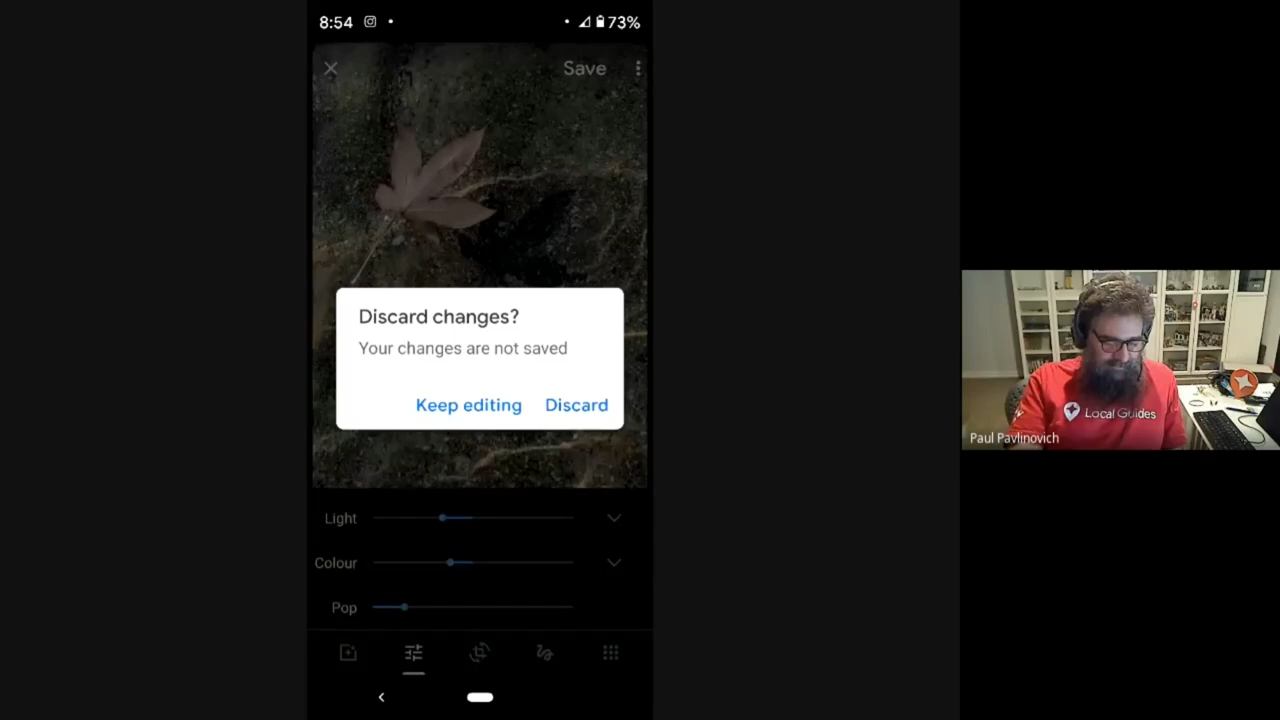 8:54
73%
Save
Discard changes?
Your changes are not saved
Keep editing
Discard
Light
Colour
Pop
Local Guides
Paul Pavlinovich